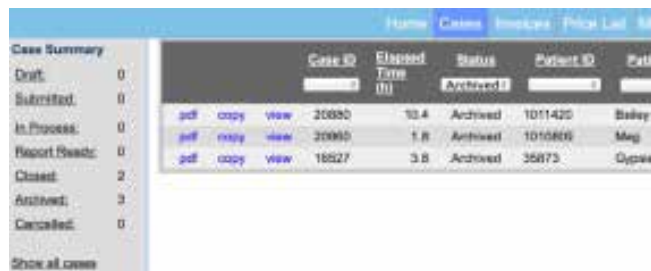 Home Cases Invoices Price List
Case Summary
Draft: 0
Submitted: 0
In Process: 0
Report Ready: 0
Closed: 2
Archived: 3
Cancelled: 0
Show all cases
Case ID Elapsed Time (h) Status Patient ID
Archived
pdf copy view 20880 10.4 Archived 1011420 Bailey
pdf copy view 20960 1.8 Archived Meg
pdf copy view 16527 3.8 Archived 35873